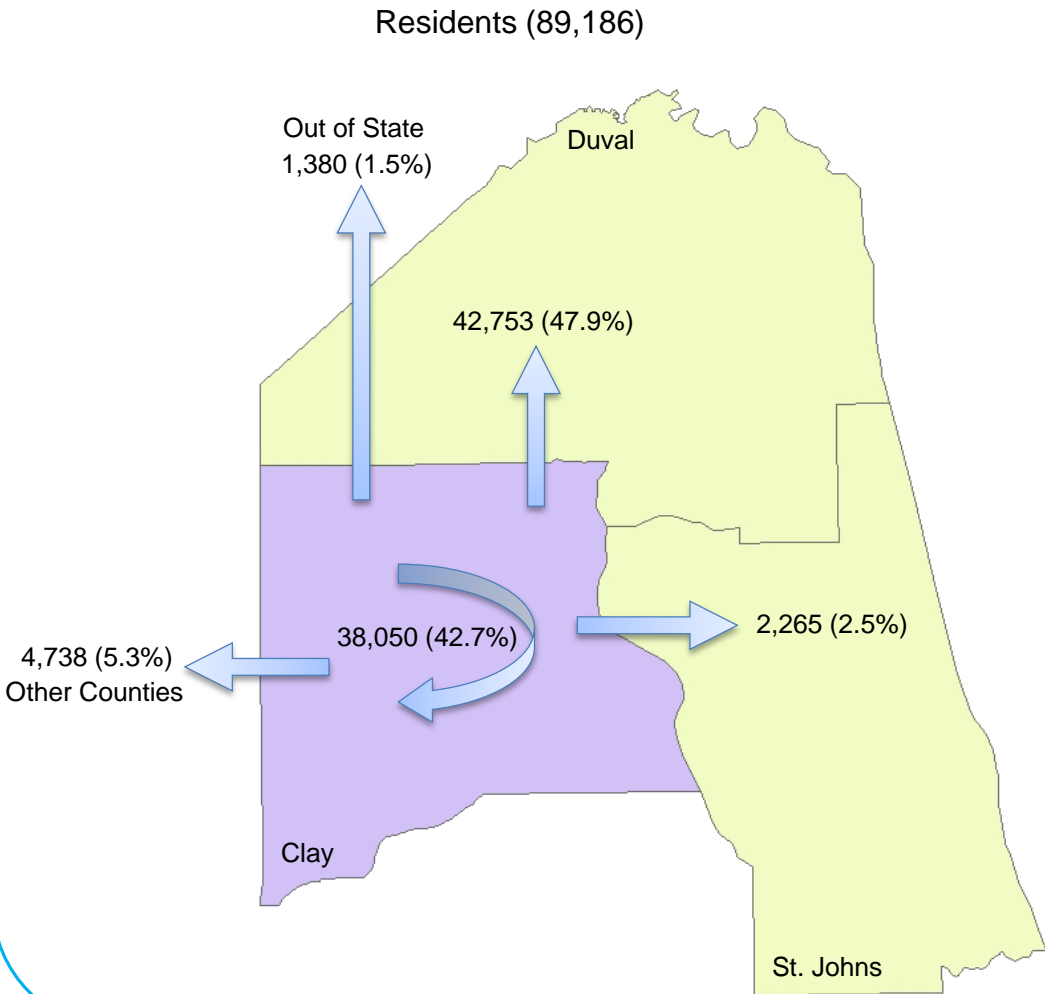 Residents (89,186)
Out of State
1,380 (1.5%)
Duval
42,753 (47.9%)
38,050 (42.7%)
2,265 (2.5%)
4,738 (5.3%)
Other Counties
Clay
St. Johns